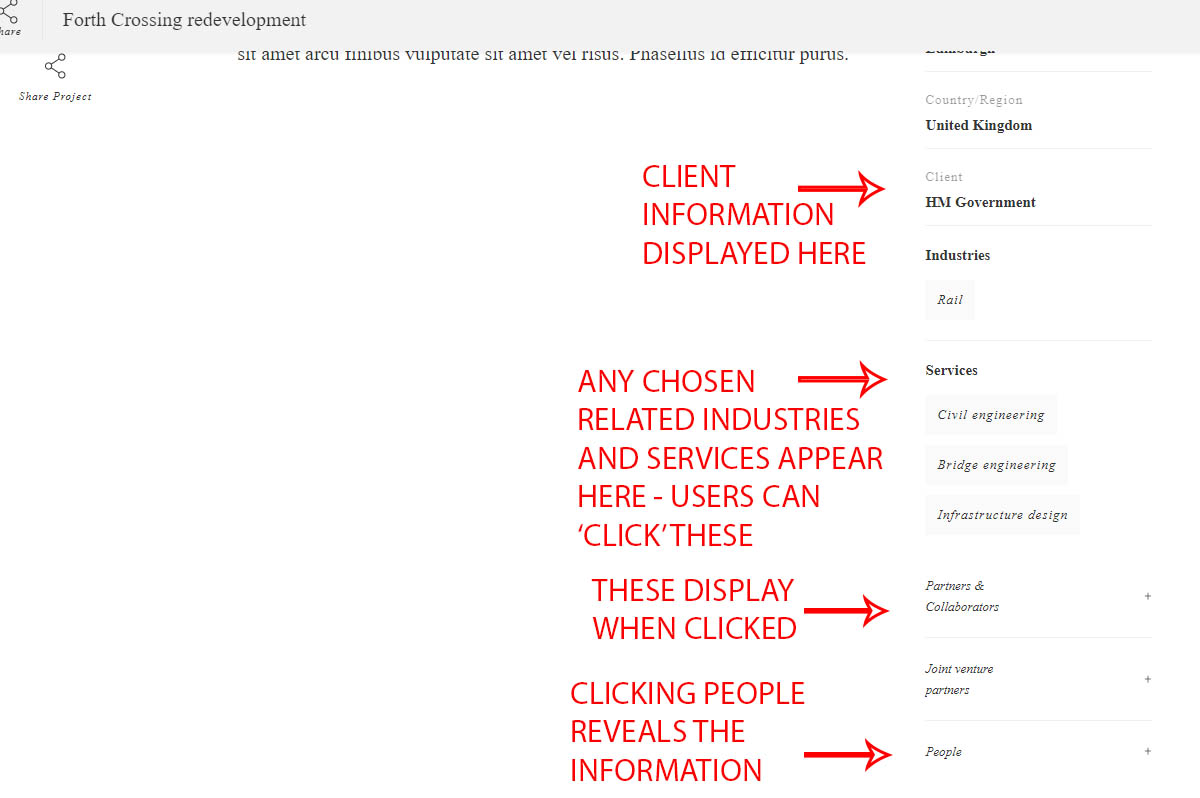 Forth Crossing redevelopment
hare
sit amet arcu finibus vulputate sit amet vel risus. Phasellus id efficitur purus.
Share Project
Edinburgh
Country/Region
United Kingdom
Client
HM Government
CLIENT
INFORMATION
DISPLAYED HERE
Industries
Rail
Services
Civil engineering
Bridge engineering
Infrastructure design
ANY CHOSEN
RELATED INDUSTRIES
AND SERVICES APPEAR
HERE - USERS CAN
‘CLICK’ THESE
THESE DISPLAY
WHEN CLICKED
Partners &
Collaborators
+
Joint venture
partners
+
CLICKING PEOPLE
REVEALS THE
INFORMATION
People
+